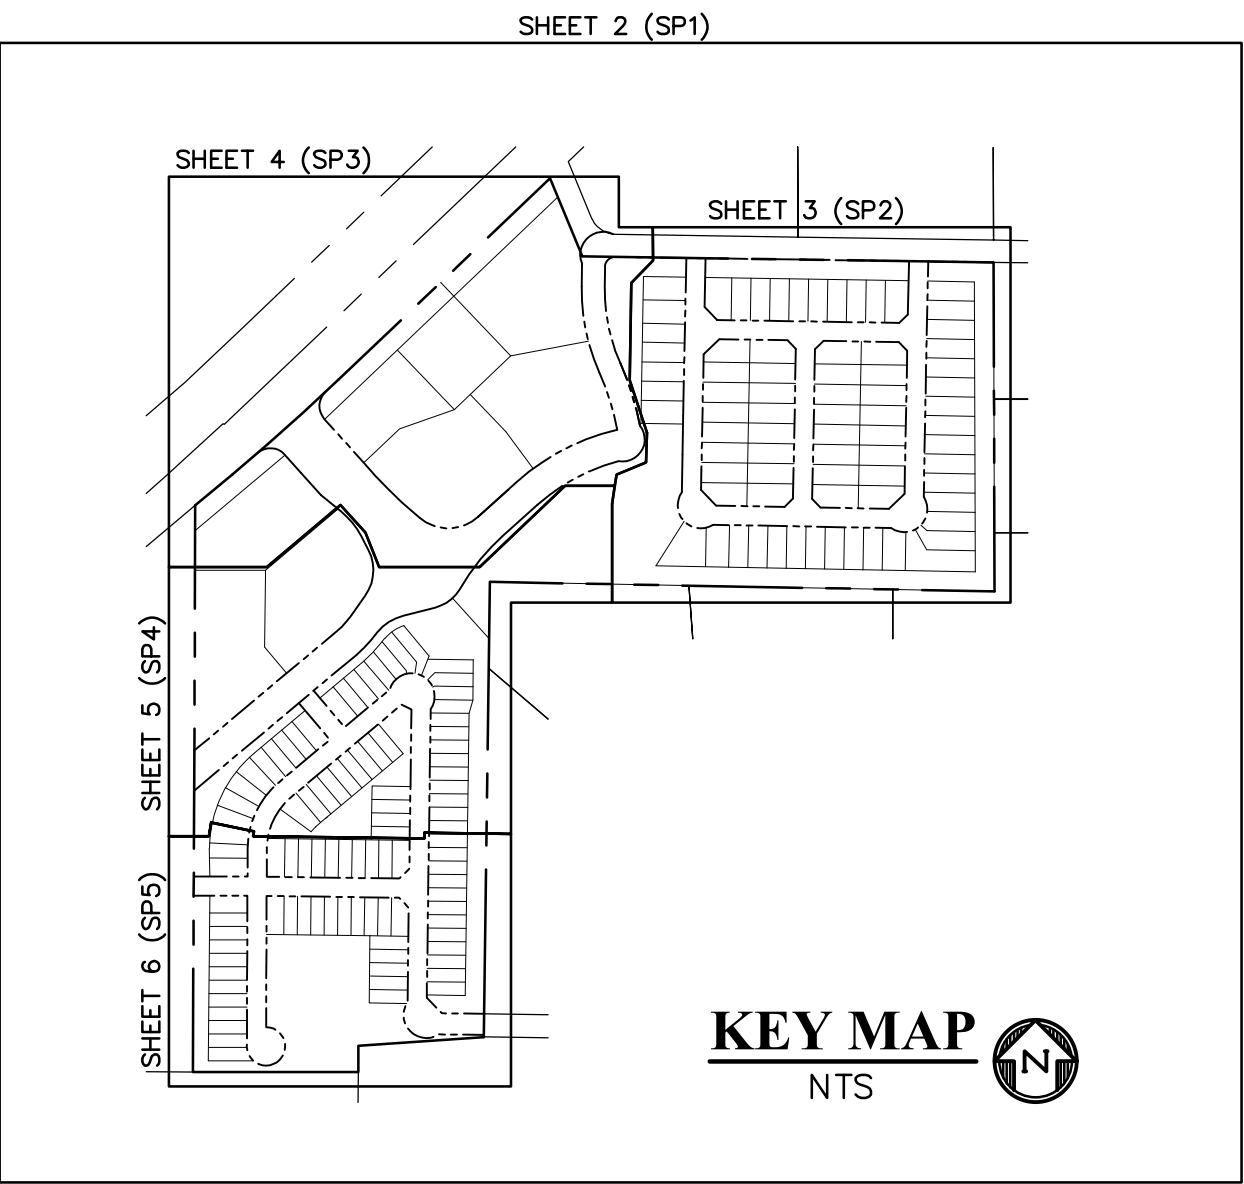 SHEET 2 (SP1)
SHEET 4 (SP3)
SHEET 3 (SP2)
SHEET 5 (SP4)
SHEET 6 (SP5)
KEY MAP
NTS
N